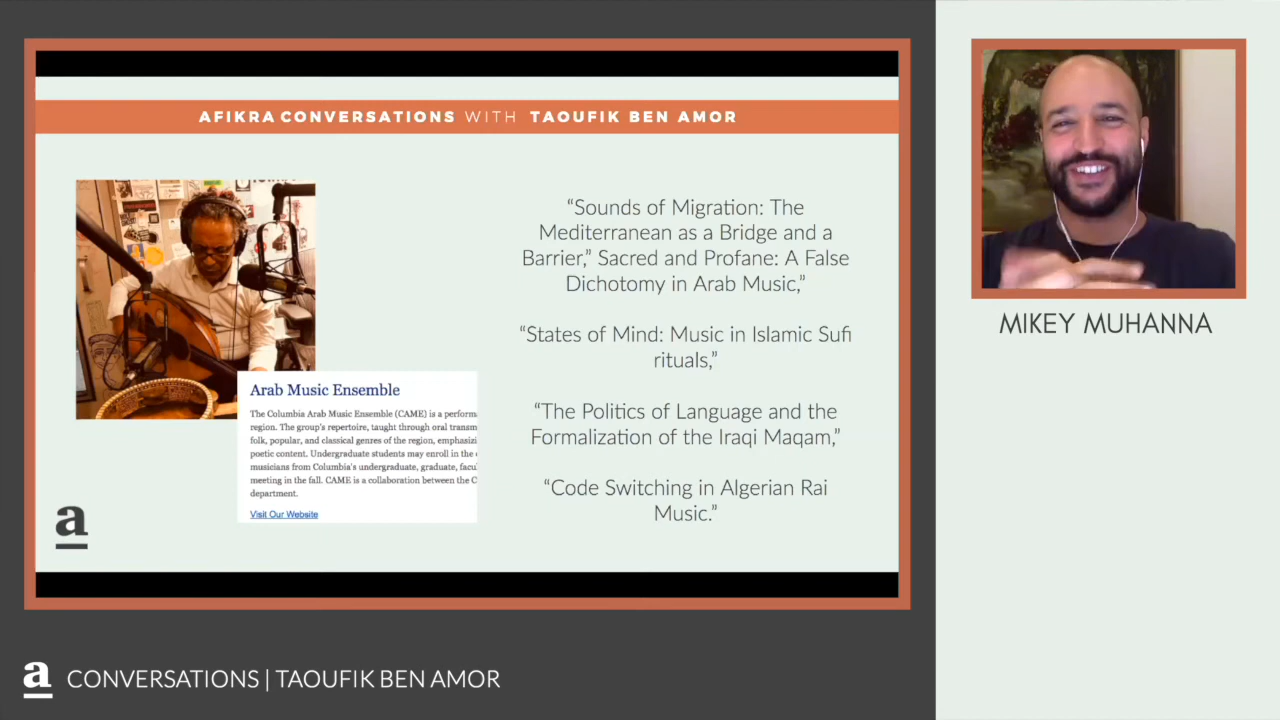 AFIKRA CONVERSATIONS WITH TAOUFIK BEN AMOR
“Sounds of Migration: The
Mediterranean as a Bridge and a
Barrier,” Sacred and Profane: A False
Dichotomy in Arab Music,”
“States of Mind: Music in Islamic Sufi
rituals,”
“The Politics of Language and the
Formalization of the Iraqi Maqam,”
“Code Switching in Algerian Rai
Music.”
Arab Music Ensemble
The Columbia Arab Music Ensemble (CAME) is a performa
region. The group's repertoire, taught through oral transm
folk, popular, and classical genres of the region, emphasizi
poetic content. Undergraduate students may enroll in the
musicians from Columbia's undergraduate, graduate, facu
meeting in the fall. CAME is a collaboration between the C
department.
Visit Our Website
a
MIKEY MUHANNA
a CONVERSATIONS | TAOUFIK BEN AMOR